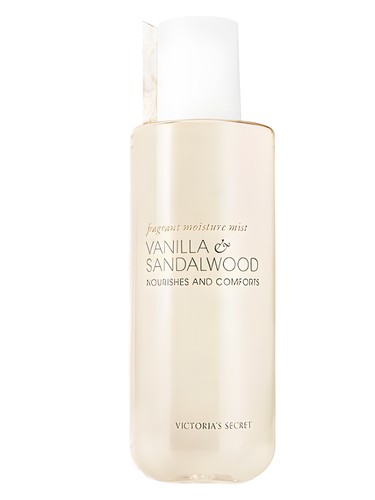 fragrant moisture mist
VANILLA &
SANDALWOOD
NOURISHES AND COMFORTS
VICTORIA'S SECRET